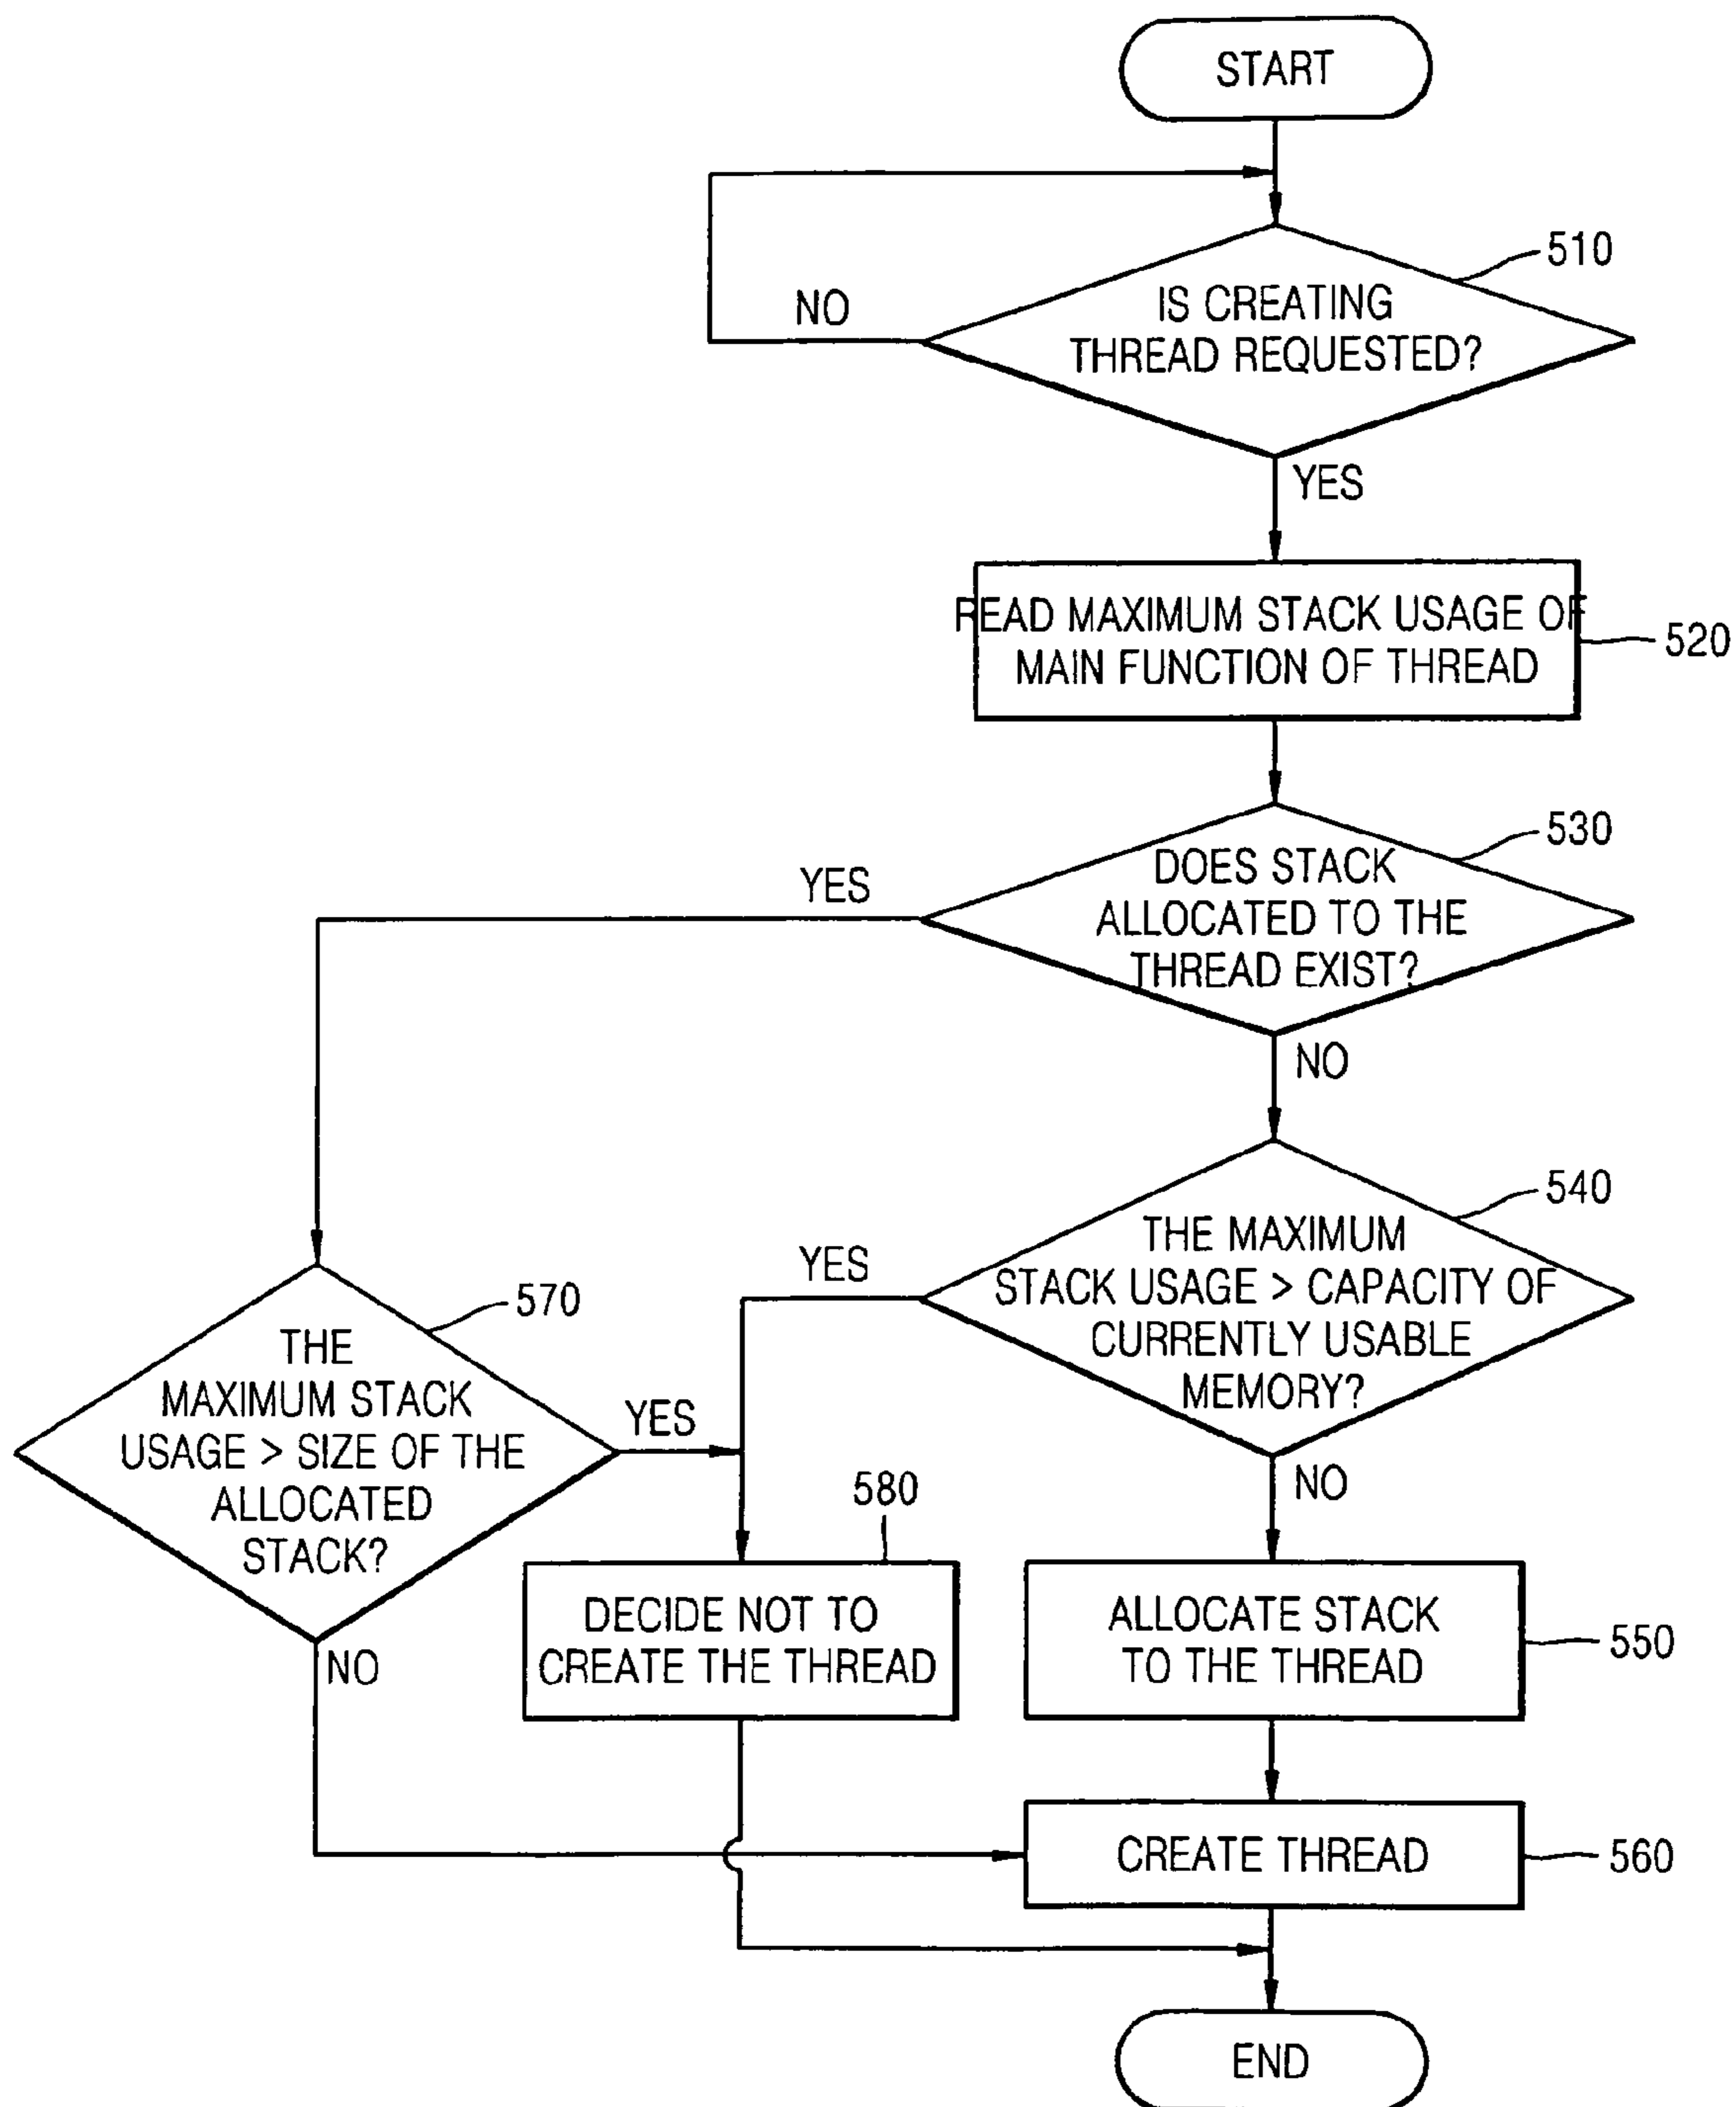 START
510
IS CREATING
THREAD REQUESTED?
NO
YES
READ MAXIMUM STACK USAGE OF
MAIN FUNCTION OF THREAD
520
530
DOES STACK
ALLOCATED TO THE
THREAD EXIST?
YES
NO
540
THE MAXIMUM
STACK USAGE > CAPACITY OF
CURRENTLY USABLE
MEMORY?
YES
NO
570
THE
MAXIMUM STACK
USAGE > SIZE OF THE
ALLOCATED
STACK?
YES
NO
580
DECIDE NOT TO
CREATE THE THREAD
ALLOCATE STACK
TO THE THREAD
550
CREATE THREAD
560
END